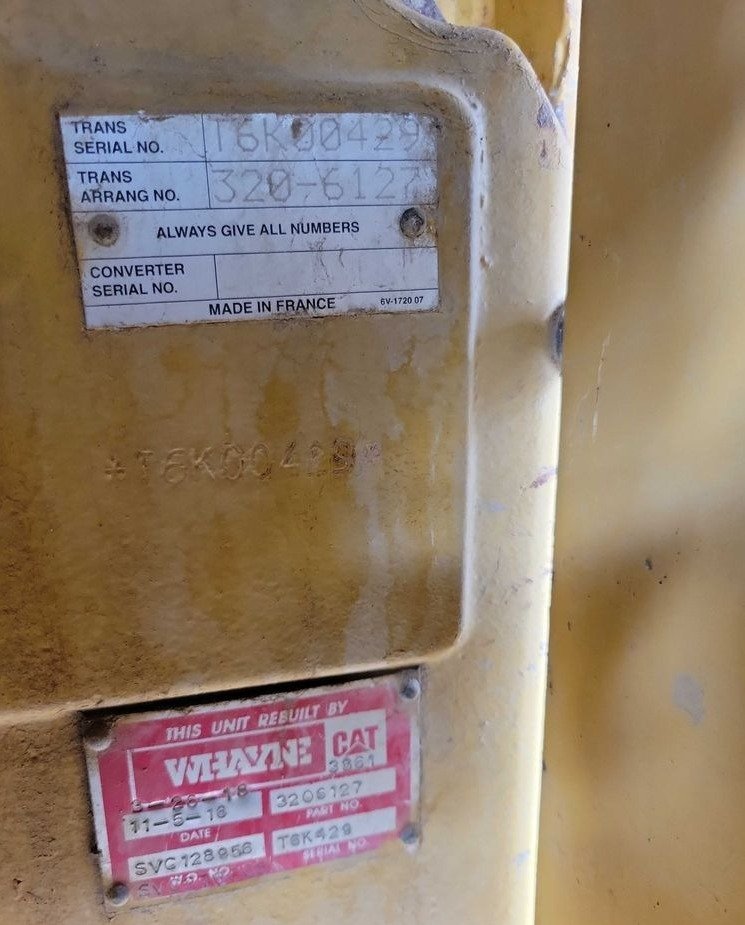 TRANS
SERIAL NO. T6K00429
TRANS
ARRANG NO. 320-6127
ALWAYS GIVE ALL NUMBERS
CONVERTER
SERIAL NO.
MADE IN FRANCE 6V-1720 07
*T6K00429*
THIS UNIT REBUILT BY
WHAYNE CAT
3861
11-5-18 3206127
DATE PART NO.
SVC128956 T6K429
W.O. NO. SERIAL NO.